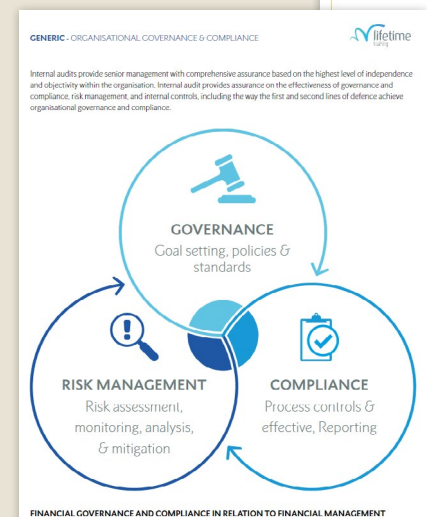 GENERIC - ORGANISATIONAL GOVERNANCE & COMPLIANCE
lifetime
training
Internal audits provide senior management with comprehensive assurance based on the highest level of independence
and objectivity within the organisation. Internal audit provides assurance on the effectiveness of governance and
compliance, risk management, and internal controls, including the way the first and second lines of defence achieve
organisational governance and compliance.
GOVERNANCE
Goal setting, policies &
standards
RISK MANAGEMENT
Risk assessment,
monitoring, analysis,
& mitigation
COMPLIANCE
Process controls &
effective, Reporting
FINANCIAL GOVERNANCE AND COMPLIANCE IN RELATION TO FINANCIAL MANAGEMENT